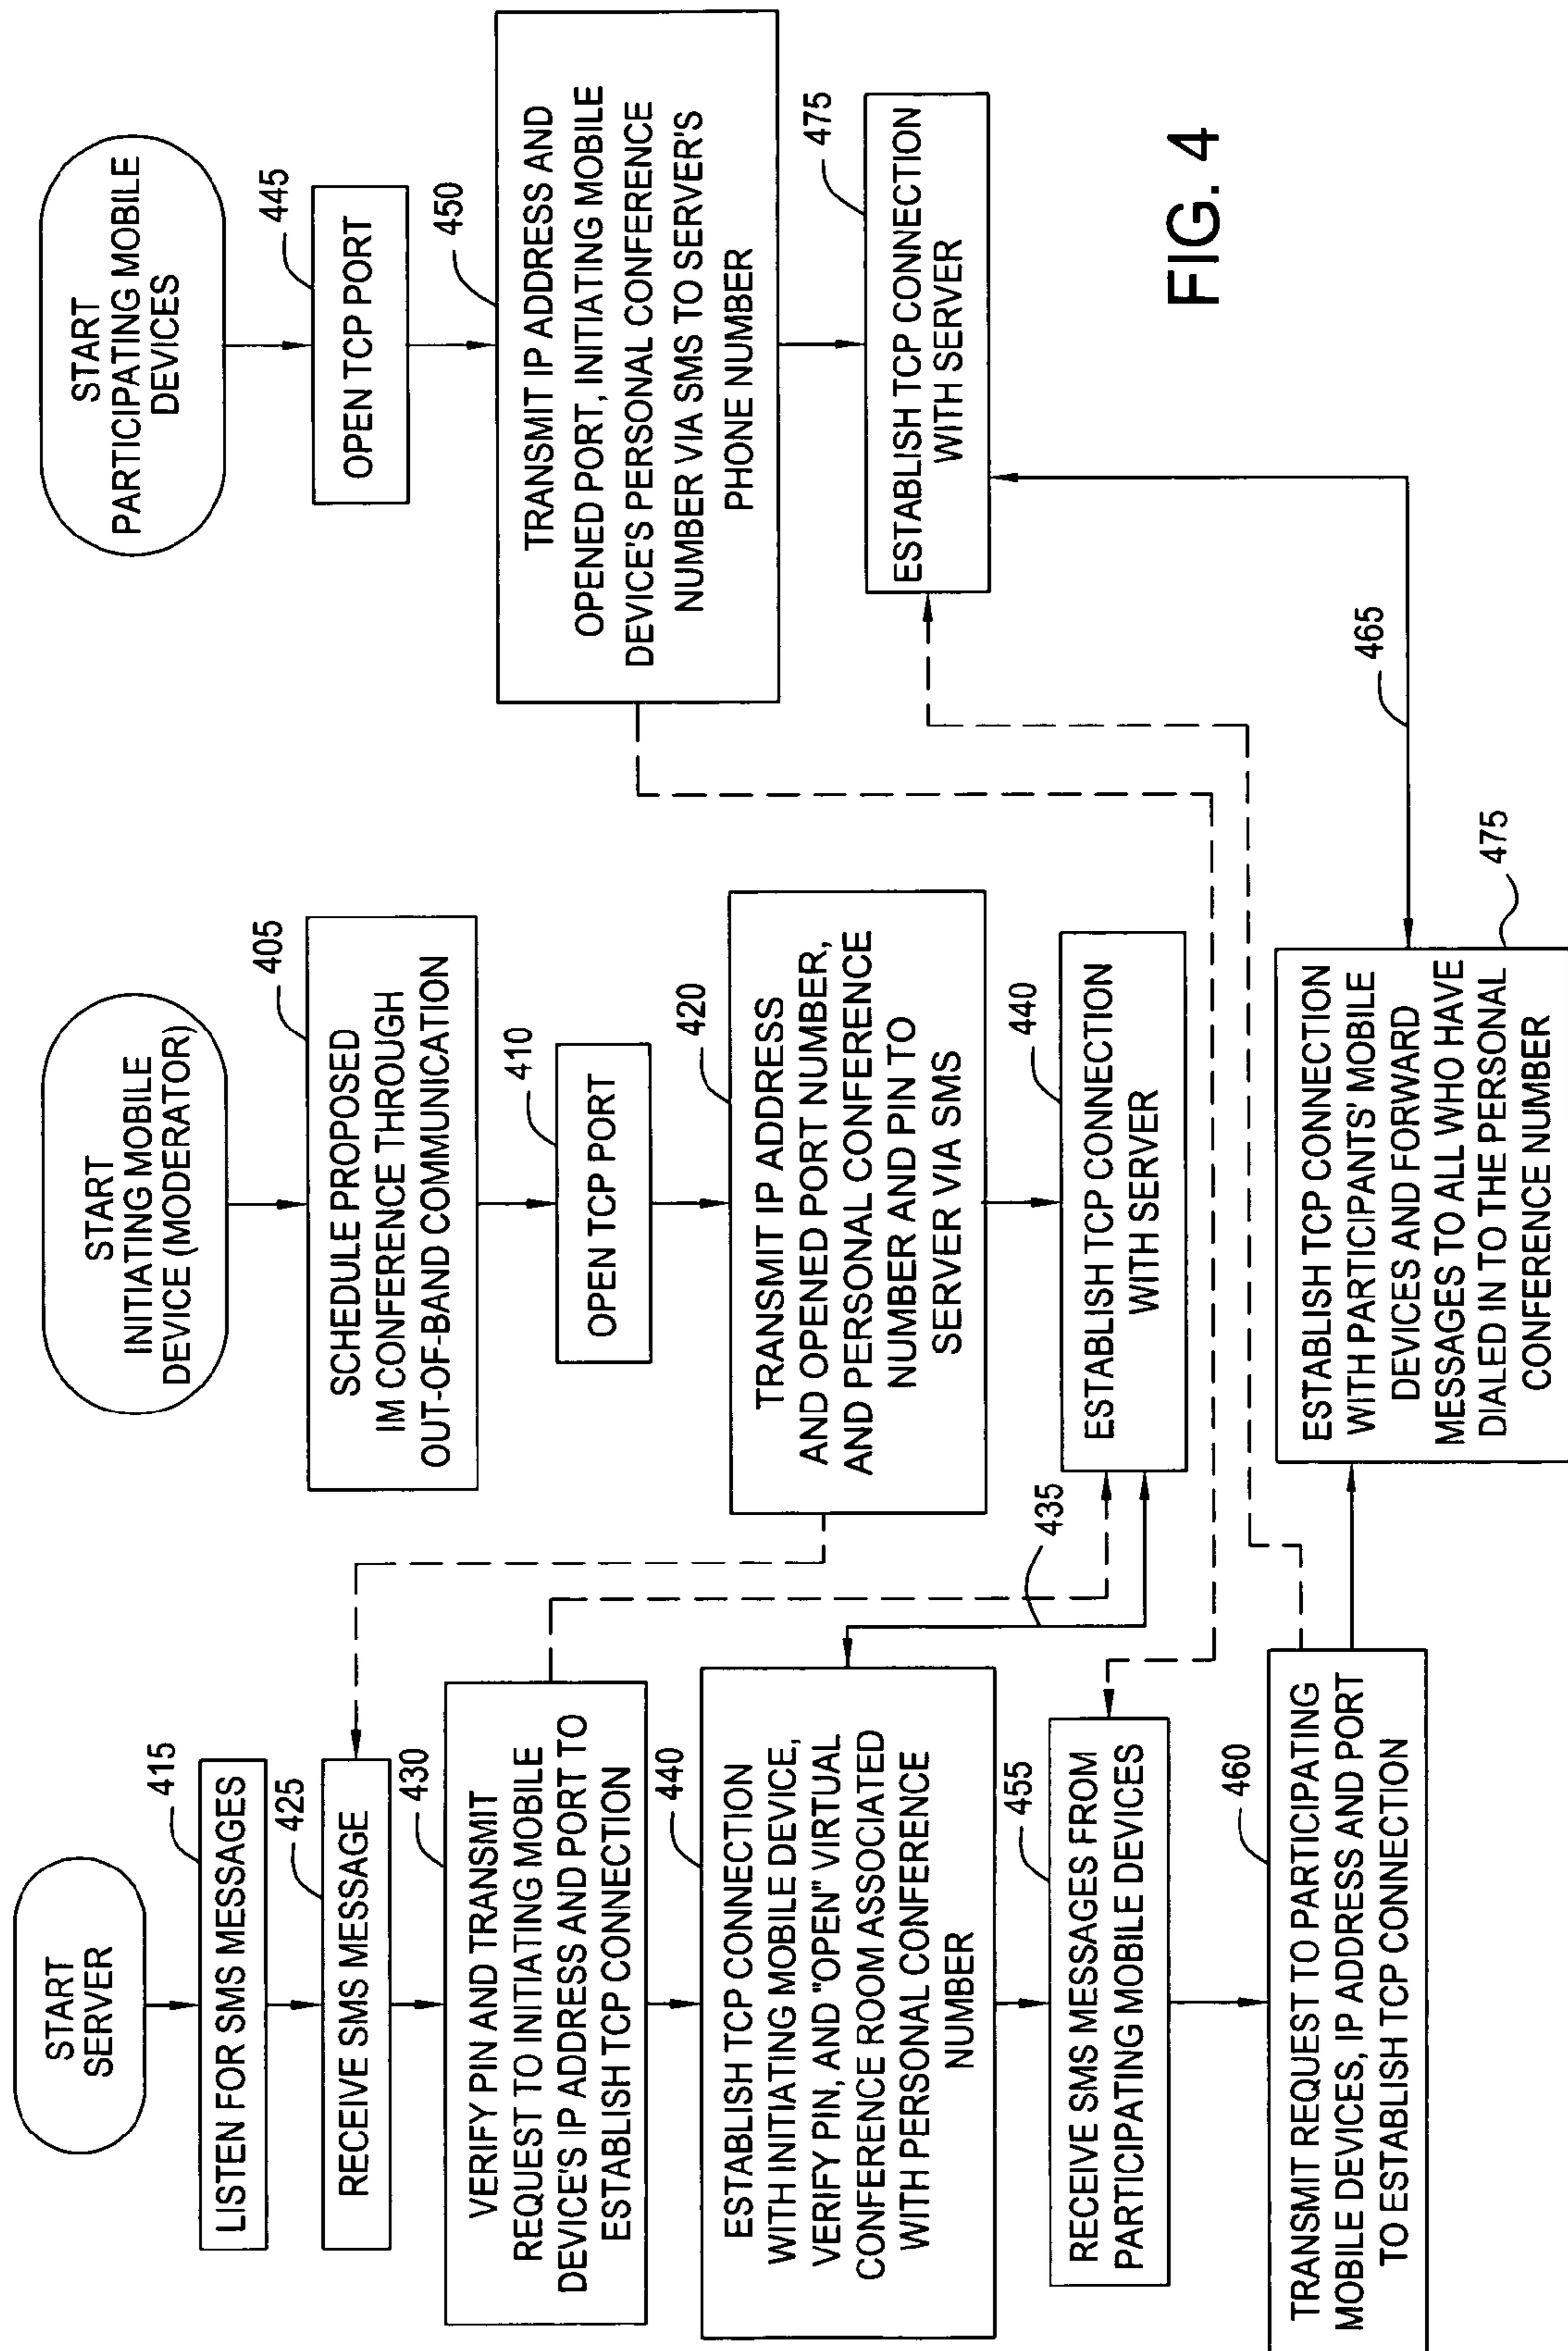 START
SERVER
415
LISTEN FOR SMS MESSAGES
425
RECEIVE SMS MESSAGE
430
VERIFY PIN AND TRANSMIT
REQUEST TO INITIATING MOBILE
DEVICE'S IP ADDRESS AND PORT TO
ESTABLISH TCP CONNECTION
440
ESTABLISH TCP CONNECTION
WITH INITIATING MOBILE DEVICE,
VERIFY PIN, AND "OPEN" VIRTUAL
CONFERENCE ROOM ASSOCIATED
WITH PERSONAL CONFERENCE
NUMBER
435
455
RECEIVE SMS MESSAGES FROM
PARTICIPATING MOBILE DEVICES
460
TRANSMIT REQUEST TO PARTICIPATING
MOBILE DEVICES, IP ADDRESS AND PORT
TO ESTABLISH TCP CONNECTION
START
INITIATING MOBILE
DEVICE (MODERATOR)
405
SCHEDULE PROPOSED
IM CONFERENCE THROUGH
OUT-OF-BAND COMMUNICATION
410
OPEN TCP PORT
420
TRANSMIT IP ADDRESS
AND OPENED PORT NUMBER,
AND PERSONAL CONFERENCE
NUMBER AND PIN TO
SERVER VIA SMS
440
ESTABLISH TCP CONNECTION
WITH SERVER
475
ESTABLISH TCP CONNECTION
WITH PARTICIPANTS' MOBILE
DEVICES AND FORWARD
MESSAGES TO ALL WHO HAVE
DIALED IN TO THE PERSONAL
CONFERENCE NUMBER
START
PARTICIPATING MOBILE
DEVICES
445
OPEN TCP PORT
450
TRANSMIT IP ADDRESS AND
OPENED PORT, INITIATING MOBILE
DEVICE'S PERSONAL CONFERENCE
NUMBER VIA SMS TO SERVER'S
PHONE NUMBER
475
ESTABLISH TCP CONNECTION
WITH SERVER
465
FIG. 4